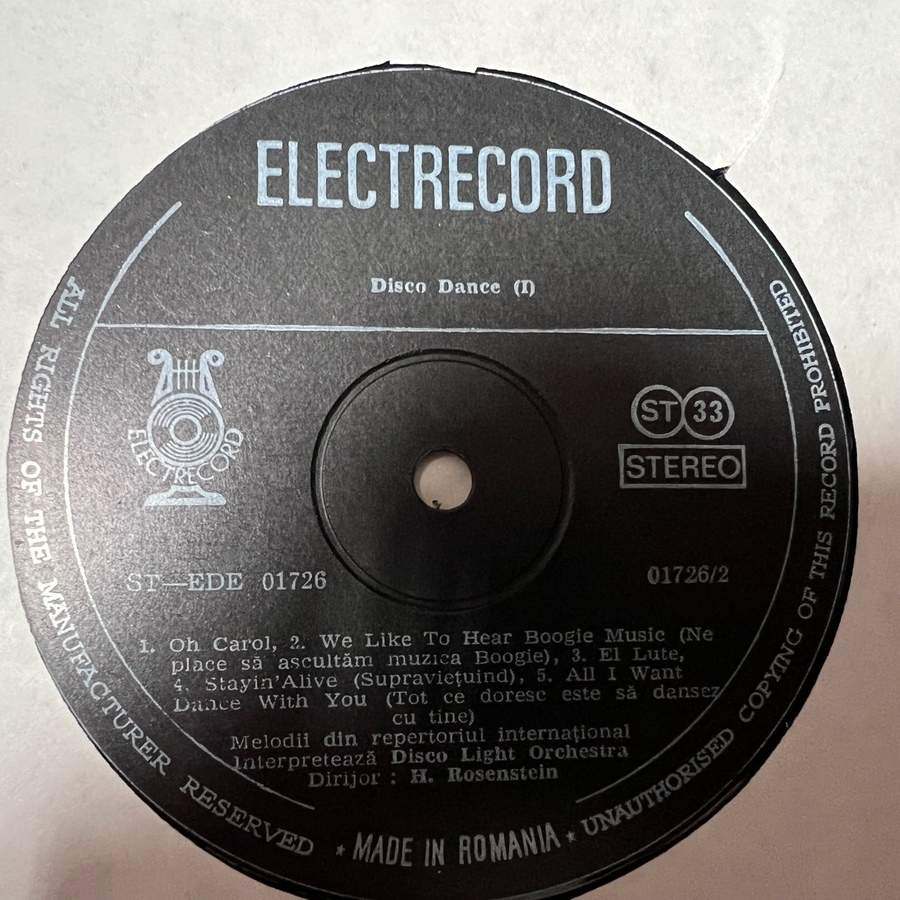 ELECTRECORD
Disco Dance (I)
ELECTRECORD
ST 33
STEREO
ST—EDE 01726
01726/2
1. Oh Carol, 2. We Like To Hear Boogie Music (Ne
place să ascultăm muzica Boogie), 3. El Lute,
4. Stayin'Alive (Supraviețuind), 5. All I Want
Dance With You (Tot ce doresc este să dansez
cu tine)
Melodii din repertoriul internațional
Interpretează Disco Light Orchestra
Dirijor : H. Rosenstein
ALL RIGHTS OF THE MANUFACTURER RESERVED * MADE IN ROMANIA * UNAUTHORISED COPYING OF THIS RECORD PROHIBITED